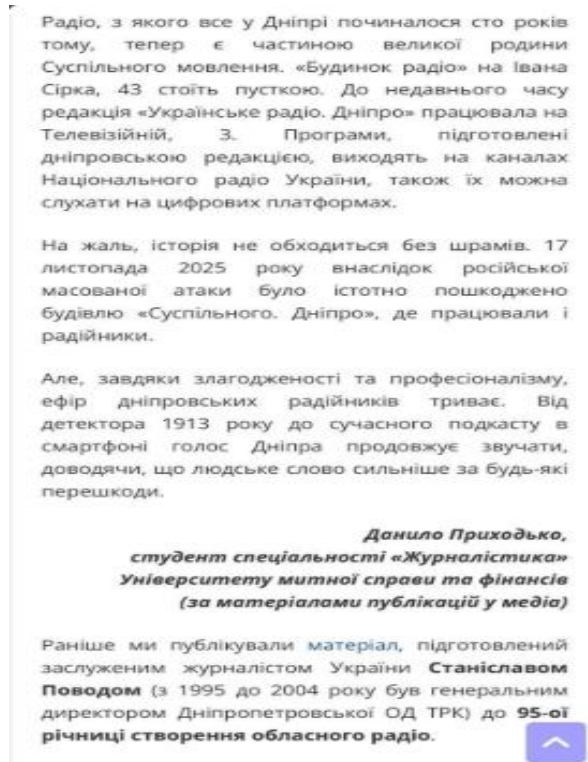 Радіо, з якого все у Дніпрі починалося сто років
тому, тепер є частиною великої родини
Суспільного мовлення. «Будинок радіо» на Івана
Сірка, 43 стоїть пусткою. До недавнього часу
редакція «Українське радіо. Дніпро» працювала на
Телевізійній, 3. Програми, підготовлені
дніпровською редакцією, виходять на каналах
Національного радіо України, також їх можна
слухати на цифрових платформах.
На жаль, історія не обходиться без шрамів. 17
листопада 2025 року внаслідок російської
масованої атаки було істотно пошкоджено
будівлю «Суспільного. Дніпро», де працювали і
радійники.
Але, завдяки злагодженості та професіоналізму,
ефір дніпровських радійників триває. Від
детектора 1913 року до сучасного подкасту в
смартфоні голос Дніпра продовжує звучати,
доводячи, що людське слово сильніше за будь-які
перешкоди.
Данило Приходько,
студент спеціальності «Журналістика»
Університету митної справи та фінансів
(за матеріалами публікацій у медіа)
Раніше ми публікували матеріал, підготовлений
заслуженим журналістом України Станіславом
Поводом (з 1995 до 2004 року був генеральним
директором Дніпропетровської ОД ТРК) до 95-ої
річниці створення обласного радіо.